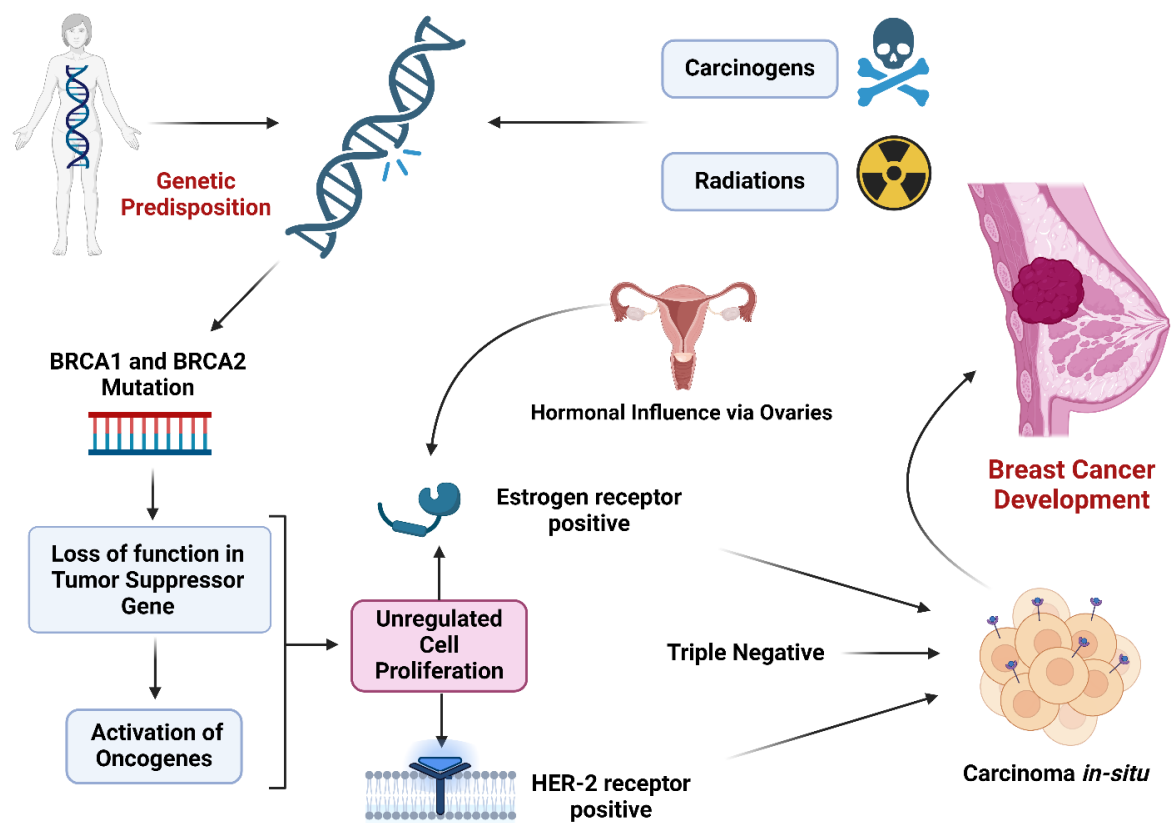 Carcinogens
Radiations
Genetic
Predisposition
BRCA1 and BRCA2
Mutation
Hormonal Influence via Ovaries
Breast Cancer
Development
Estrogen receptor
positive
Loss of function in
Tumor Suppressor
Gene
Unregulated
Cell
Proliferation
Triple Negative
Activation of
Oncogenes
HER-2 receptor
positive
Carcinoma in-situ